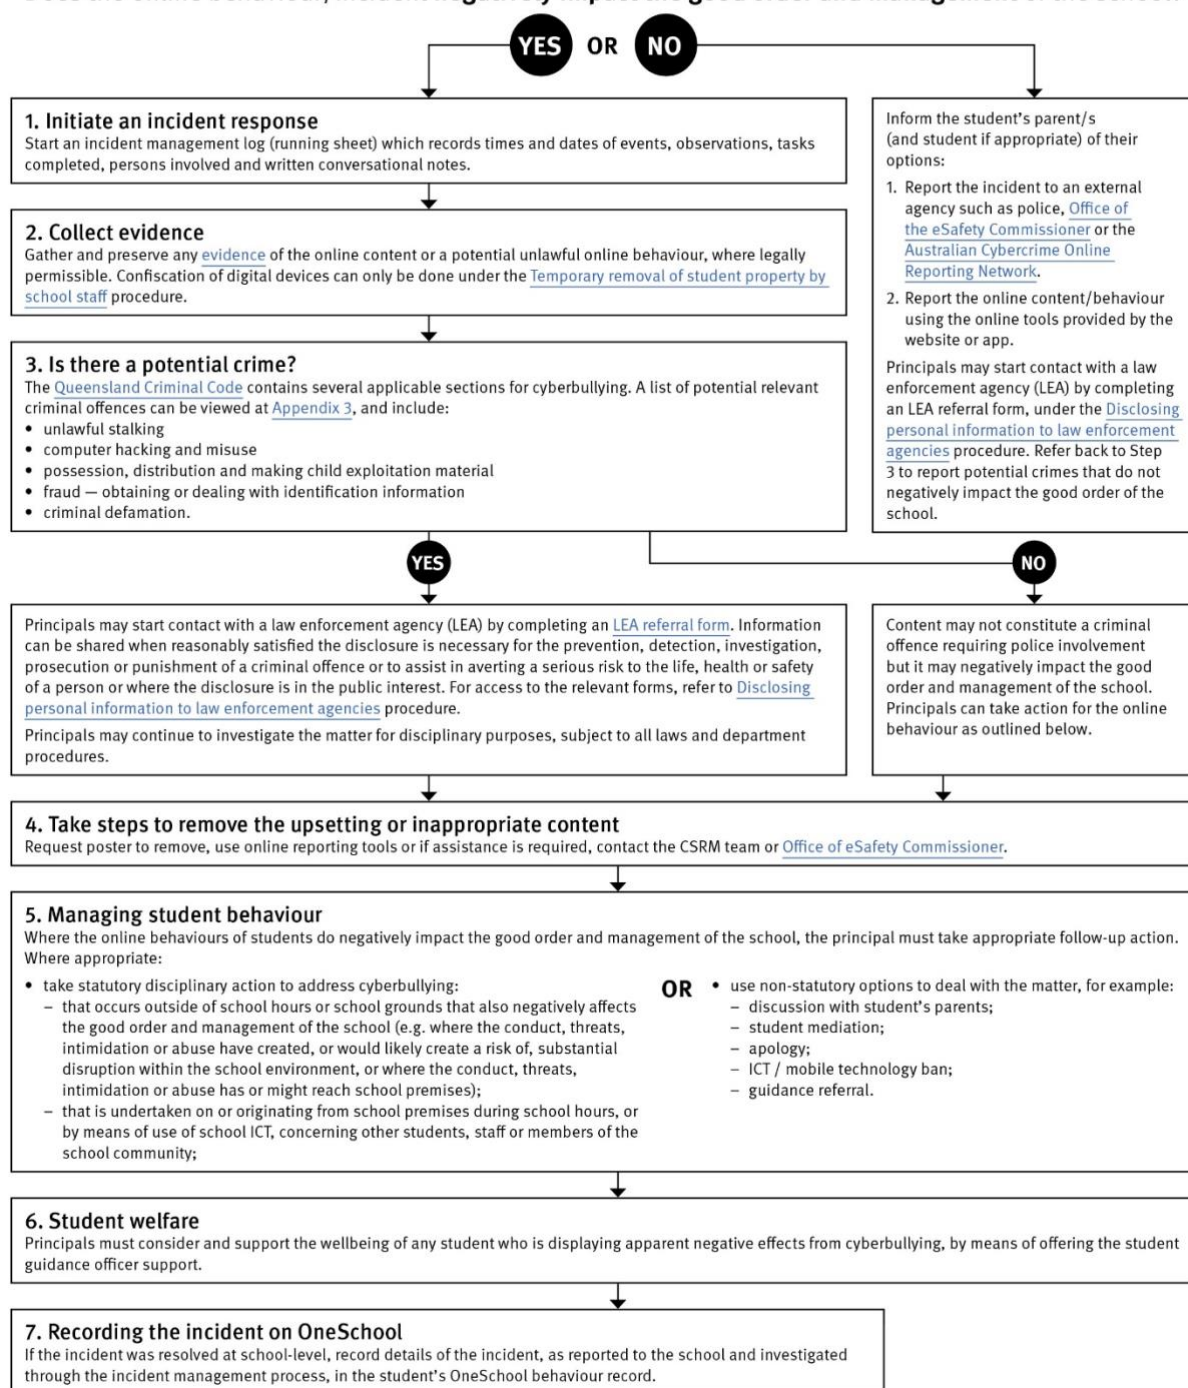 YES OR NO
1. Initiate an incident response
Start an incident management log (running sheet) which records times and dates of events, observations, tasks
completed, persons involved and written conversational notes.
2. Collect evidence
Gather and preserve any evidence of the online content or a potential unlawful online behaviour, where legally
permissible. Confiscation of digital devices can only be done under the Temporary removal of student property by
school staff procedure.
3. Is there a potential crime?
The Queensland Criminal Code contains several applicable sections for cyberbullying. A list of potential relevant
criminal offences can be viewed at Appendix 3, and include:
• unlawful stalking
• computer hacking and misuse
• possession, distribution and making child exploitation material
• fraud — obtaining or dealing with identification information
• criminal defamation.
Inform the student's parent/s
(and student if appropriate) of their
options:
1. Report the incident to an external
agency such as police, Office of
the eSafety Commissioner or the
Australian Cybercrime Online
Reporting Network.
2. Report the online content/behaviour
using the online tools provided by the
website or app.
Principals may start contact with a law
enforcement agency (LEA) by completing
an LEA referral form, under the Disclosing
personal information to law enforcement
agencies procedure. Refer back to Step
3 to report potential crimes that do not
negatively impact the good order of the
school.
YES
NO
Principals may start contact with a law enforcement agency (LEA) by completing an LEA referral form. Information
can be shared when reasonably satisfied the disclosure is necessary for the prevention, detection, investigation,
prosecution or punishment of a criminal offence or to assist in averting a serious risk to the life, health or safety
of a person or where the disclosure is in the public interest. For access to the relevant forms, refer to Disclosing
personal information to law enforcement agencies procedure.
Principals may continue to investigate the matter for disciplinary purposes, subject to all laws and department
procedures.
Content may not constitute a criminal
offence requiring police involvement
but it may negatively impact the good
order and management of the school.
Principals can take action for the online
behaviour as outlined below.
4. Take steps to remove the upsetting or inappropriate content
Request poster to remove, use online reporting tools or if assistance is required, contact the CSRM team or Office of eSafety Commissioner.
5. Managing student behaviour
Where the online behaviours of students do negatively impact the good order and management of the school, the principal must take appropriate follow-up action.
Where appropriate:
• take statutory disciplinary action to address cyberbullying:
– that occurs outside of school hours or school grounds that also negatively affects
the good order and management of the school (e.g. where the conduct, threats,
intimidation or abuse have created, or would likely create a risk of, substantial
disruption within the school environment, or where the conduct, threats,
intimidation or abuse has or might reach school premises);
– that is undertaken on or originating from school premises during school hours, or
by means of use of school ICT, concerning other students, staff or members of the
school community;
OR
• use non-statutory options to deal with the matter, for example:
– discussion with student's parents;
– student mediation;
– apology;
– ICT / mobile technology ban;
– guidance referral.
6. Student welfare
Principals must consider and support the wellbeing of any student who is displaying apparent negative effects from cyberbullying, by means of offering the student
guidance officer support.
7. Recording the incident on OneSchool
If the incident was resolved at school-level, record details of the incident, as reported to the school and investigated
through the incident management process, in the student's OneSchool behaviour record.